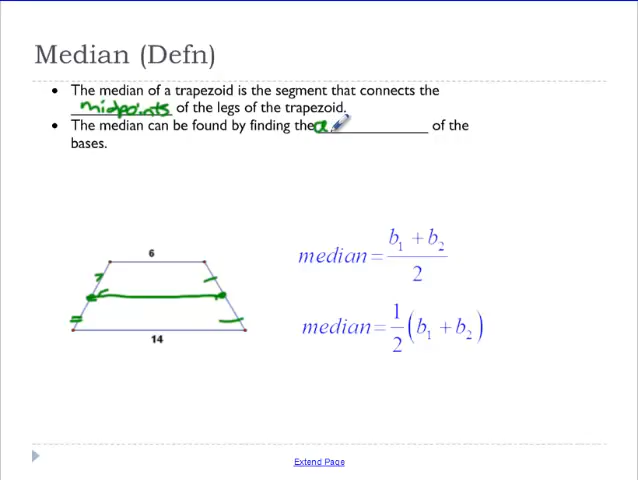 Median (Defn)
• The median of a trapezoid is the segment that connects the
midpoints of the legs of the trapezoid.
• The median can be found by finding the a of the
bases.
6
14
median = (b₁ + b₂)/2
median = 1/2 (b₁ + b₂)
Extend Page